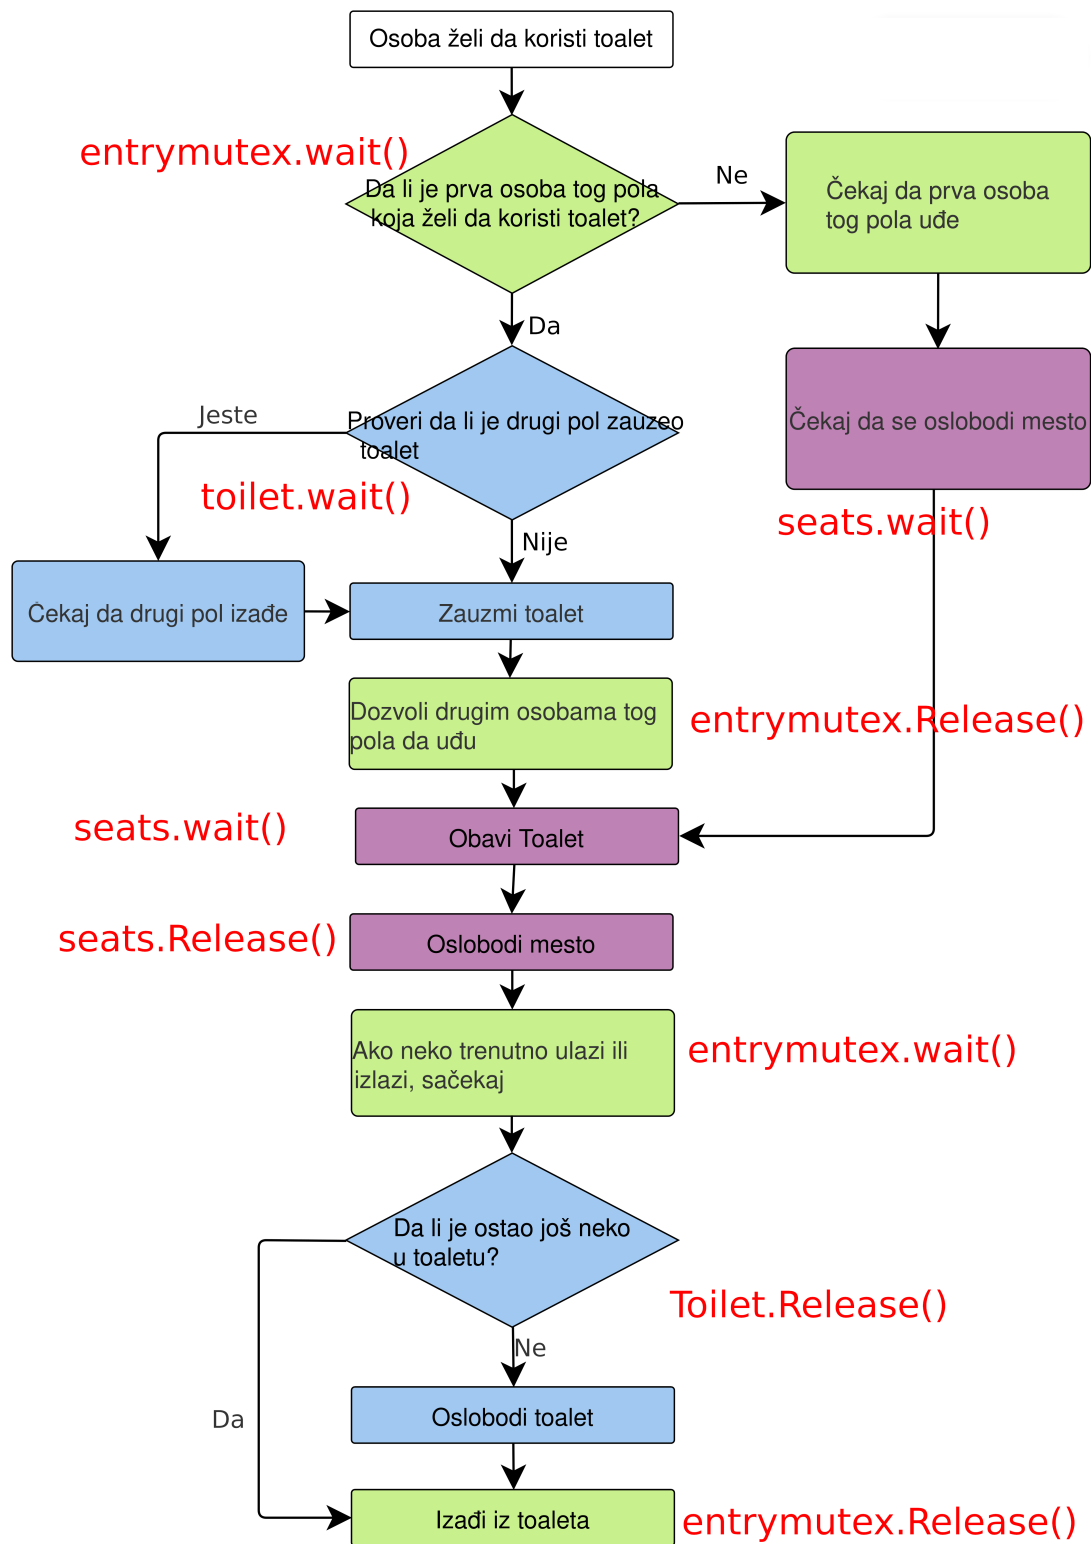 Osoba želi da koristi toalet
entrymutex.wait()
Da li je prva osoba tog pola
koja želi da koristi toalet?
Ne
Čekaj da prva osoba
tog pola uđe
Da
Jeste
Proveri da li je drugi pol zauzeo
toalet
Čekaj da se oslobodi mesto
toilet.wait()
seats.wait()
Nije
Čekaj da drugi pol izađe
Zauzmi toalet
Dozvoli drugim osobama tog
pola da uđu
entrymutex.Release()
seats.wait()
Obavi Toalet
seats.Release()
Oslobodi mesto
Ako neko trenutno ulazi ili
izlazi, sačekaj
entrymutex.wait()
Da li je ostao još neko
u toaletu?
Toilet.Release()
Ne
Da
Oslobodi toalet
Izađi iz toaleta
entrymutex.Release()